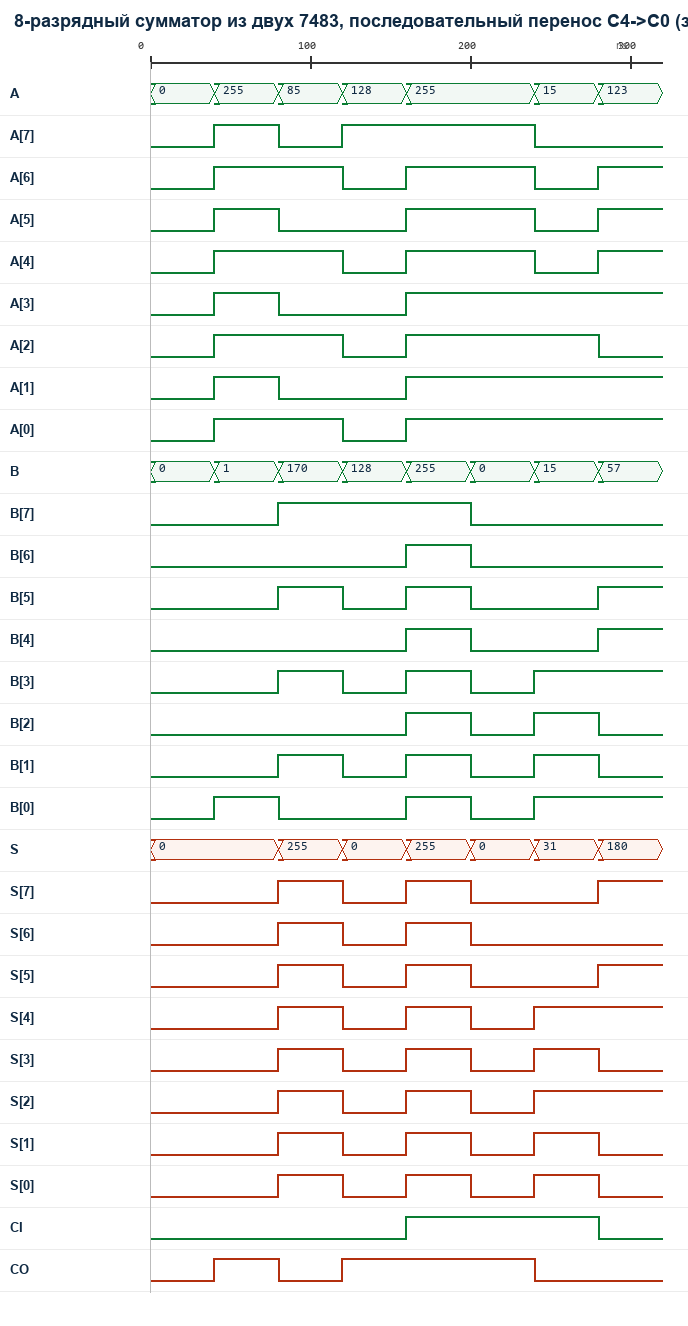 8-разрядный сумматор из двух 7483, последовательный перенос C4->C0 (з
0 100 200 300
A 0 255 85 128 255 15 123
A[7]
A[6]
A[5]
A[4]
A[3]
A[2]
A[1]
A[0]
B 0 1 170 128 255 0 15 57
B[7]
B[6]
B[5]
B[4]
B[3]
B[2]
B[1]
B[0]
S 0 255 0 255 0 31 180
S[7]
S[6]
S[5]
S[4]
S[3]
S[2]
S[1]
S[0]
CI
CO